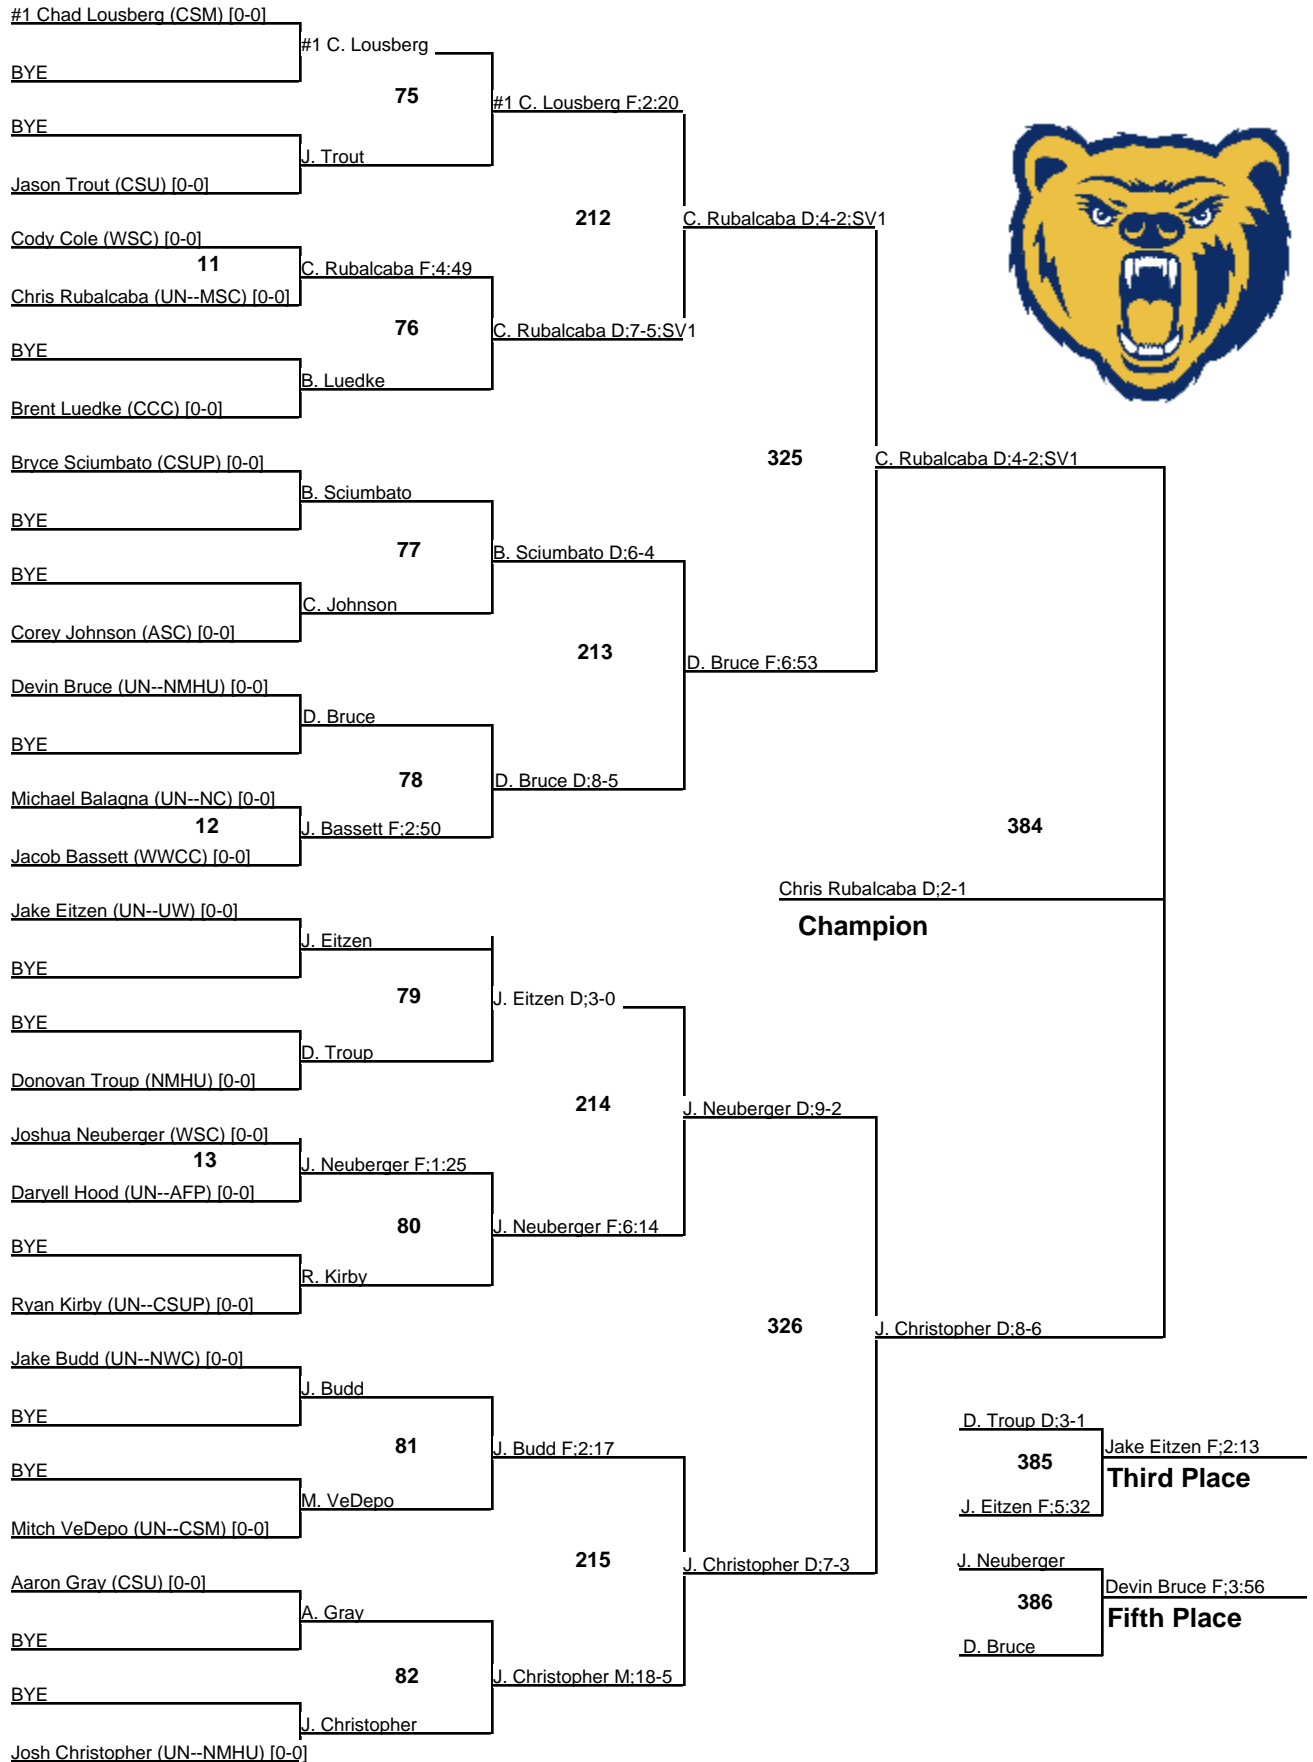 #1 Chad Lousberg (CSM) [0-0]
#1 C. Lousberg
BYE
75
#1 C. Lousberg F;2:20
BYE
J. Trout
Jason Trout (CSU) [0-0]
212
C. Rubalcaba D;4-2;SV1
Cody Cole (WSC) [0-0]
11
C. Rubalcaba F;4:49
Chris Rubalcaba (UN--MSC) [0-0]
76
C. Rubalcaba D;7-5;SV1
BYE
B. Luedke
Brent Luedke (CCC) [0-0]
325
C. Rubalcaba D;4-2;SV1
Bryce Sciumbato (CSUP) [0-0]
B. Sciumbato
BYE
77
B. Sciumbato D;6-4
BYE
C. Johnson
Corey Johnson (ASC) [0-0]
213
D. Bruce F;6:53
Devin Bruce (UN--NMHU) [0-0]
D. Bruce
BYE
78
D. Bruce D;8-5
Michael Balagna (UN--NC) [0-0]
12
J. Bassett F;2:50
384
Jacob Bassett (WWCC) [0-0]
Chris Rubalcaba D;2-1
Champion
Jake Eitzen (UN--UW) [0-0]
J. Eitzen
BYE
79
J. Eitzen D;3-0
BYE
D. Troup
Donovan Troup (NMHU) [0-0]
214
J. Neuberger D;9-2
Joshua Neuberger (WSC) [0-0]
13
J. Neuberger F;1:25
Daryell Hood (UN--AFP) [0-0]
80
J. Neuberger F;6:14
BYE
R. Kirby
Ryan Kirby (UN--CSUP) [0-0]
326
J. Christopher D;8-6
Jake Budd (UN--NWC) [0-0]
J. Budd
BYE
81
J. Budd F;2:17
BYE
M. VeDepo
Mitch VeDepo (UN--CSM) [0-0]
215
J. Christopher D;7-3
Aaron Gray (CSU) [0-0]
A. Gray
BYE
82
J. Christopher M;18-5
BYE
J. Christopher
Josh Christopher (UN--NMHU) [0-0]
D. Troup D;3-1
385
Jake Eitzen F;2:13
Third Place
J. Eitzen F;5:32
J. Neuberger
386
Devin Bruce F;3:56
Fifth Place
D. Bruce